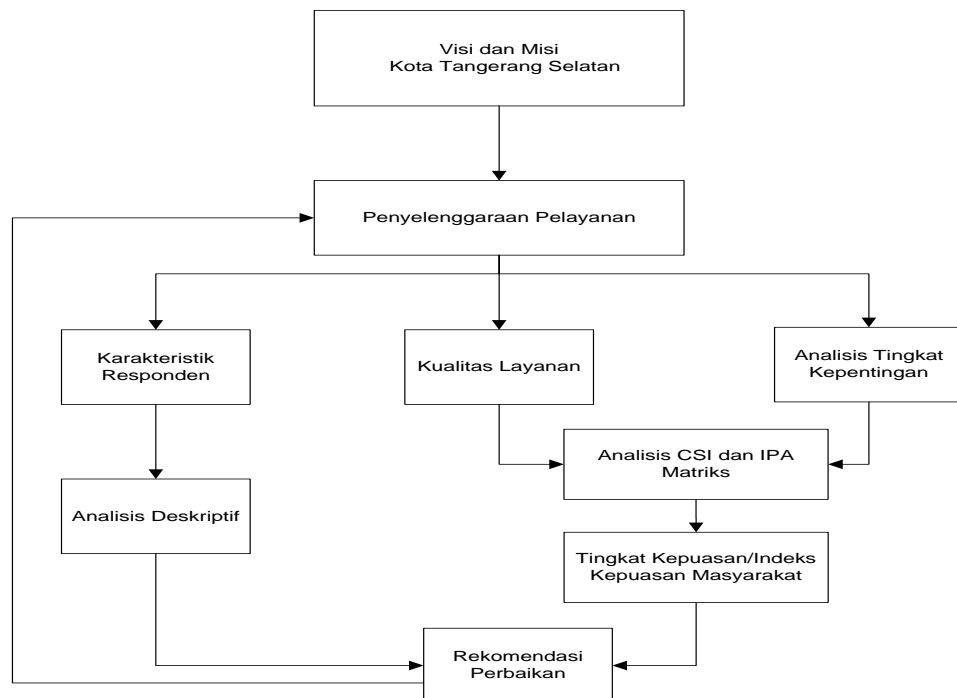 Visi dan Misi
Kota Tangerang Selatan
Penyelenggaraan Pelayanan
Karakteristik
Responden
Kualitas Layanan
Analisis Tingkat
Kepentingan
Analisis CSI dan IPA
Matriks
Analisis Deskriptif
Tingkat Kepuasan/Indeks
Kepuasan Masyarakat
Rekomendasi
Perbaikan